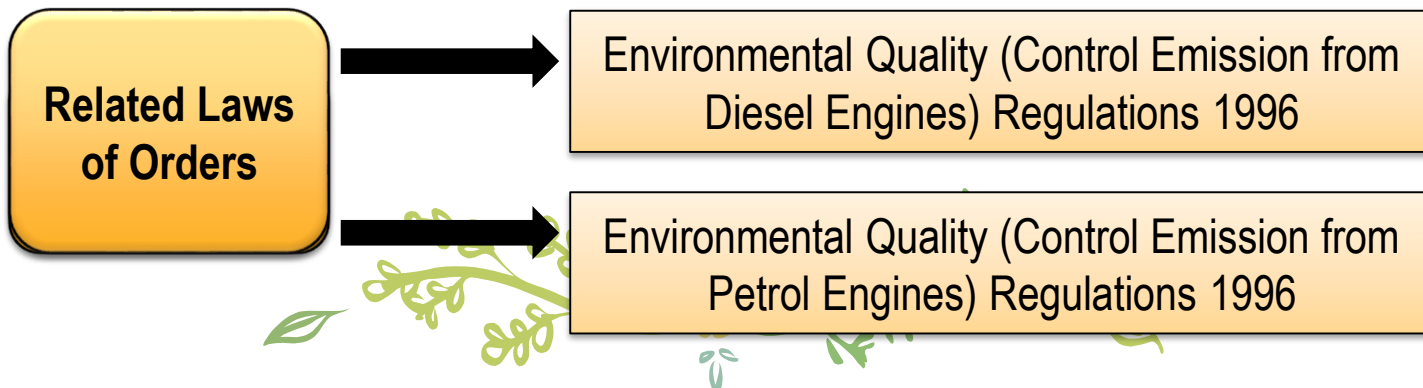 Related Laws
of Orders
Environmental Quality (Control Emission from
Diesel Engines) Regulations 1996
Environmental Quality (Control Emission from
Petrol Engines) Regulations 1996